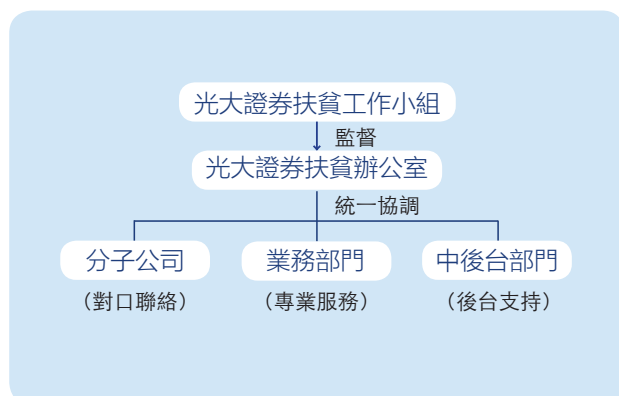 光大證券扶貧工作小組
監督
光大證券扶貧辦公室
統一協調
分子公司 業務部門 中後台部門
（對口聯絡） （專業服務） （後台支持）